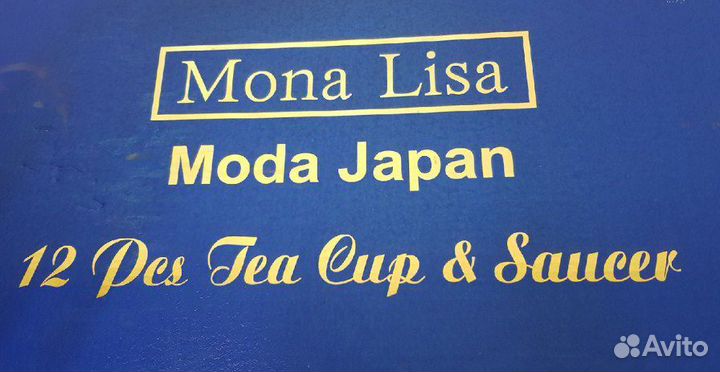 Mona Lisa
Moda Japan
12 Pcs Tea Cup & Saucer
Avito